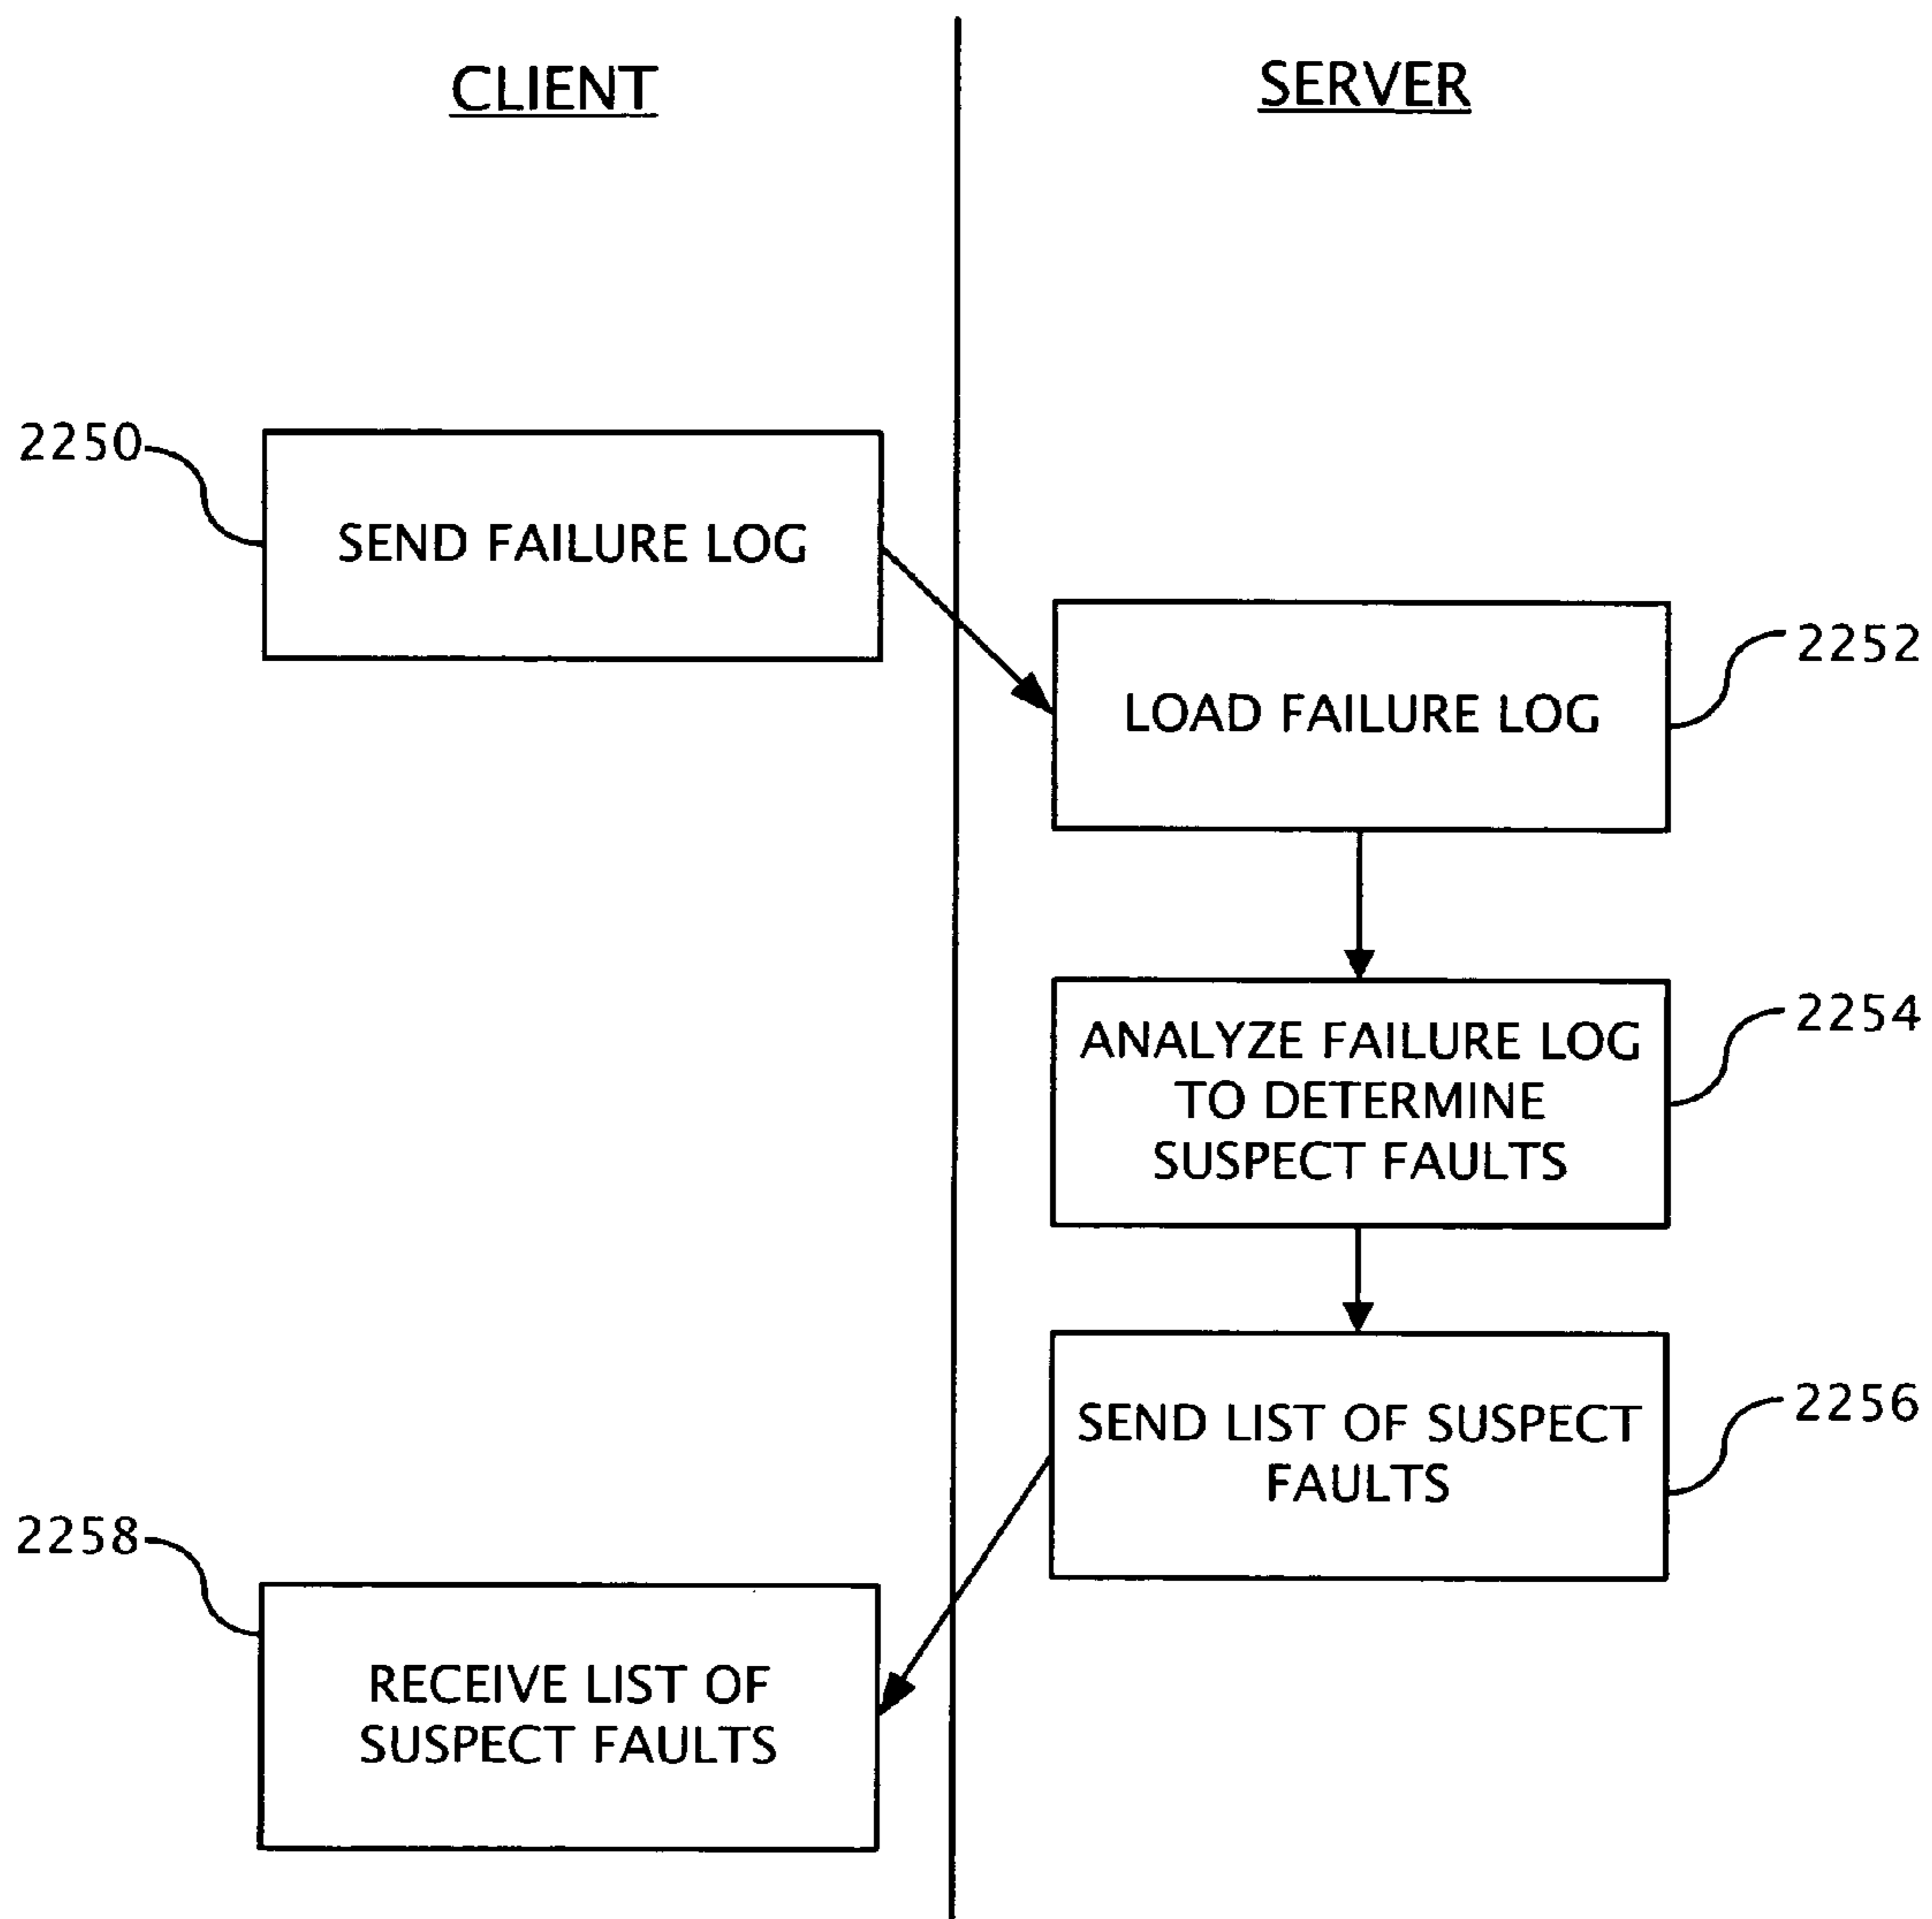 CLIENT
SERVER
2250
SEND FAILURE LOG
2252
LOAD FAILURE LOG
2254
ANALYZE FAILURE LOG
TO DETERMINE
SUSPECT FAULTS
2256
SEND LIST OF SUSPECT
FAULTS
2258
RECEIVE LIST OF
SUSPECT FAULTS